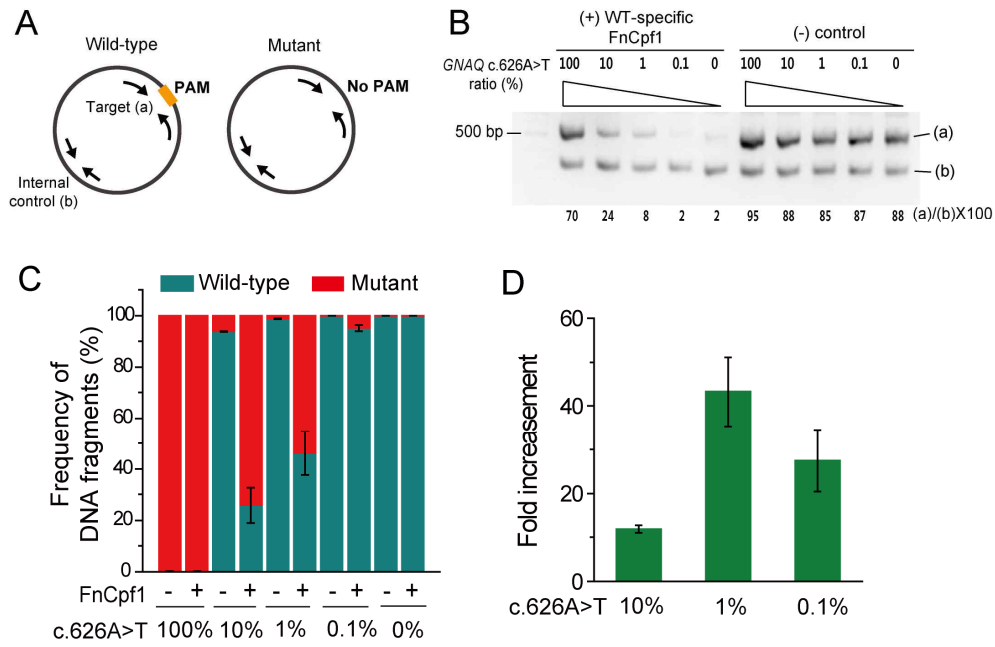 A
Wild-type
Mutant
PAM
No PAM
Target (a)
Internal
control (b)
B
(+) WT-specific
FnCpf1
(-) control
GNAQ c.626A>T
ratio (%)
100 10 1 0.1 0 100 10 1 0.1 0
500 bp
(a)
(b)
70 24 8 2 2 95 88 85 87 88 (a)/(b)X100
C
Wild-type Mutant
Frequency of
DNA fragments (%)
100
80
60
40
20
0
FnCpf1 - + - + - + - + - +
c.626A>T 100% 10% 1% 0.1% 0%
D
Fold increasement
60
40
20
0
c.626A>T 10% 1% 0.1%